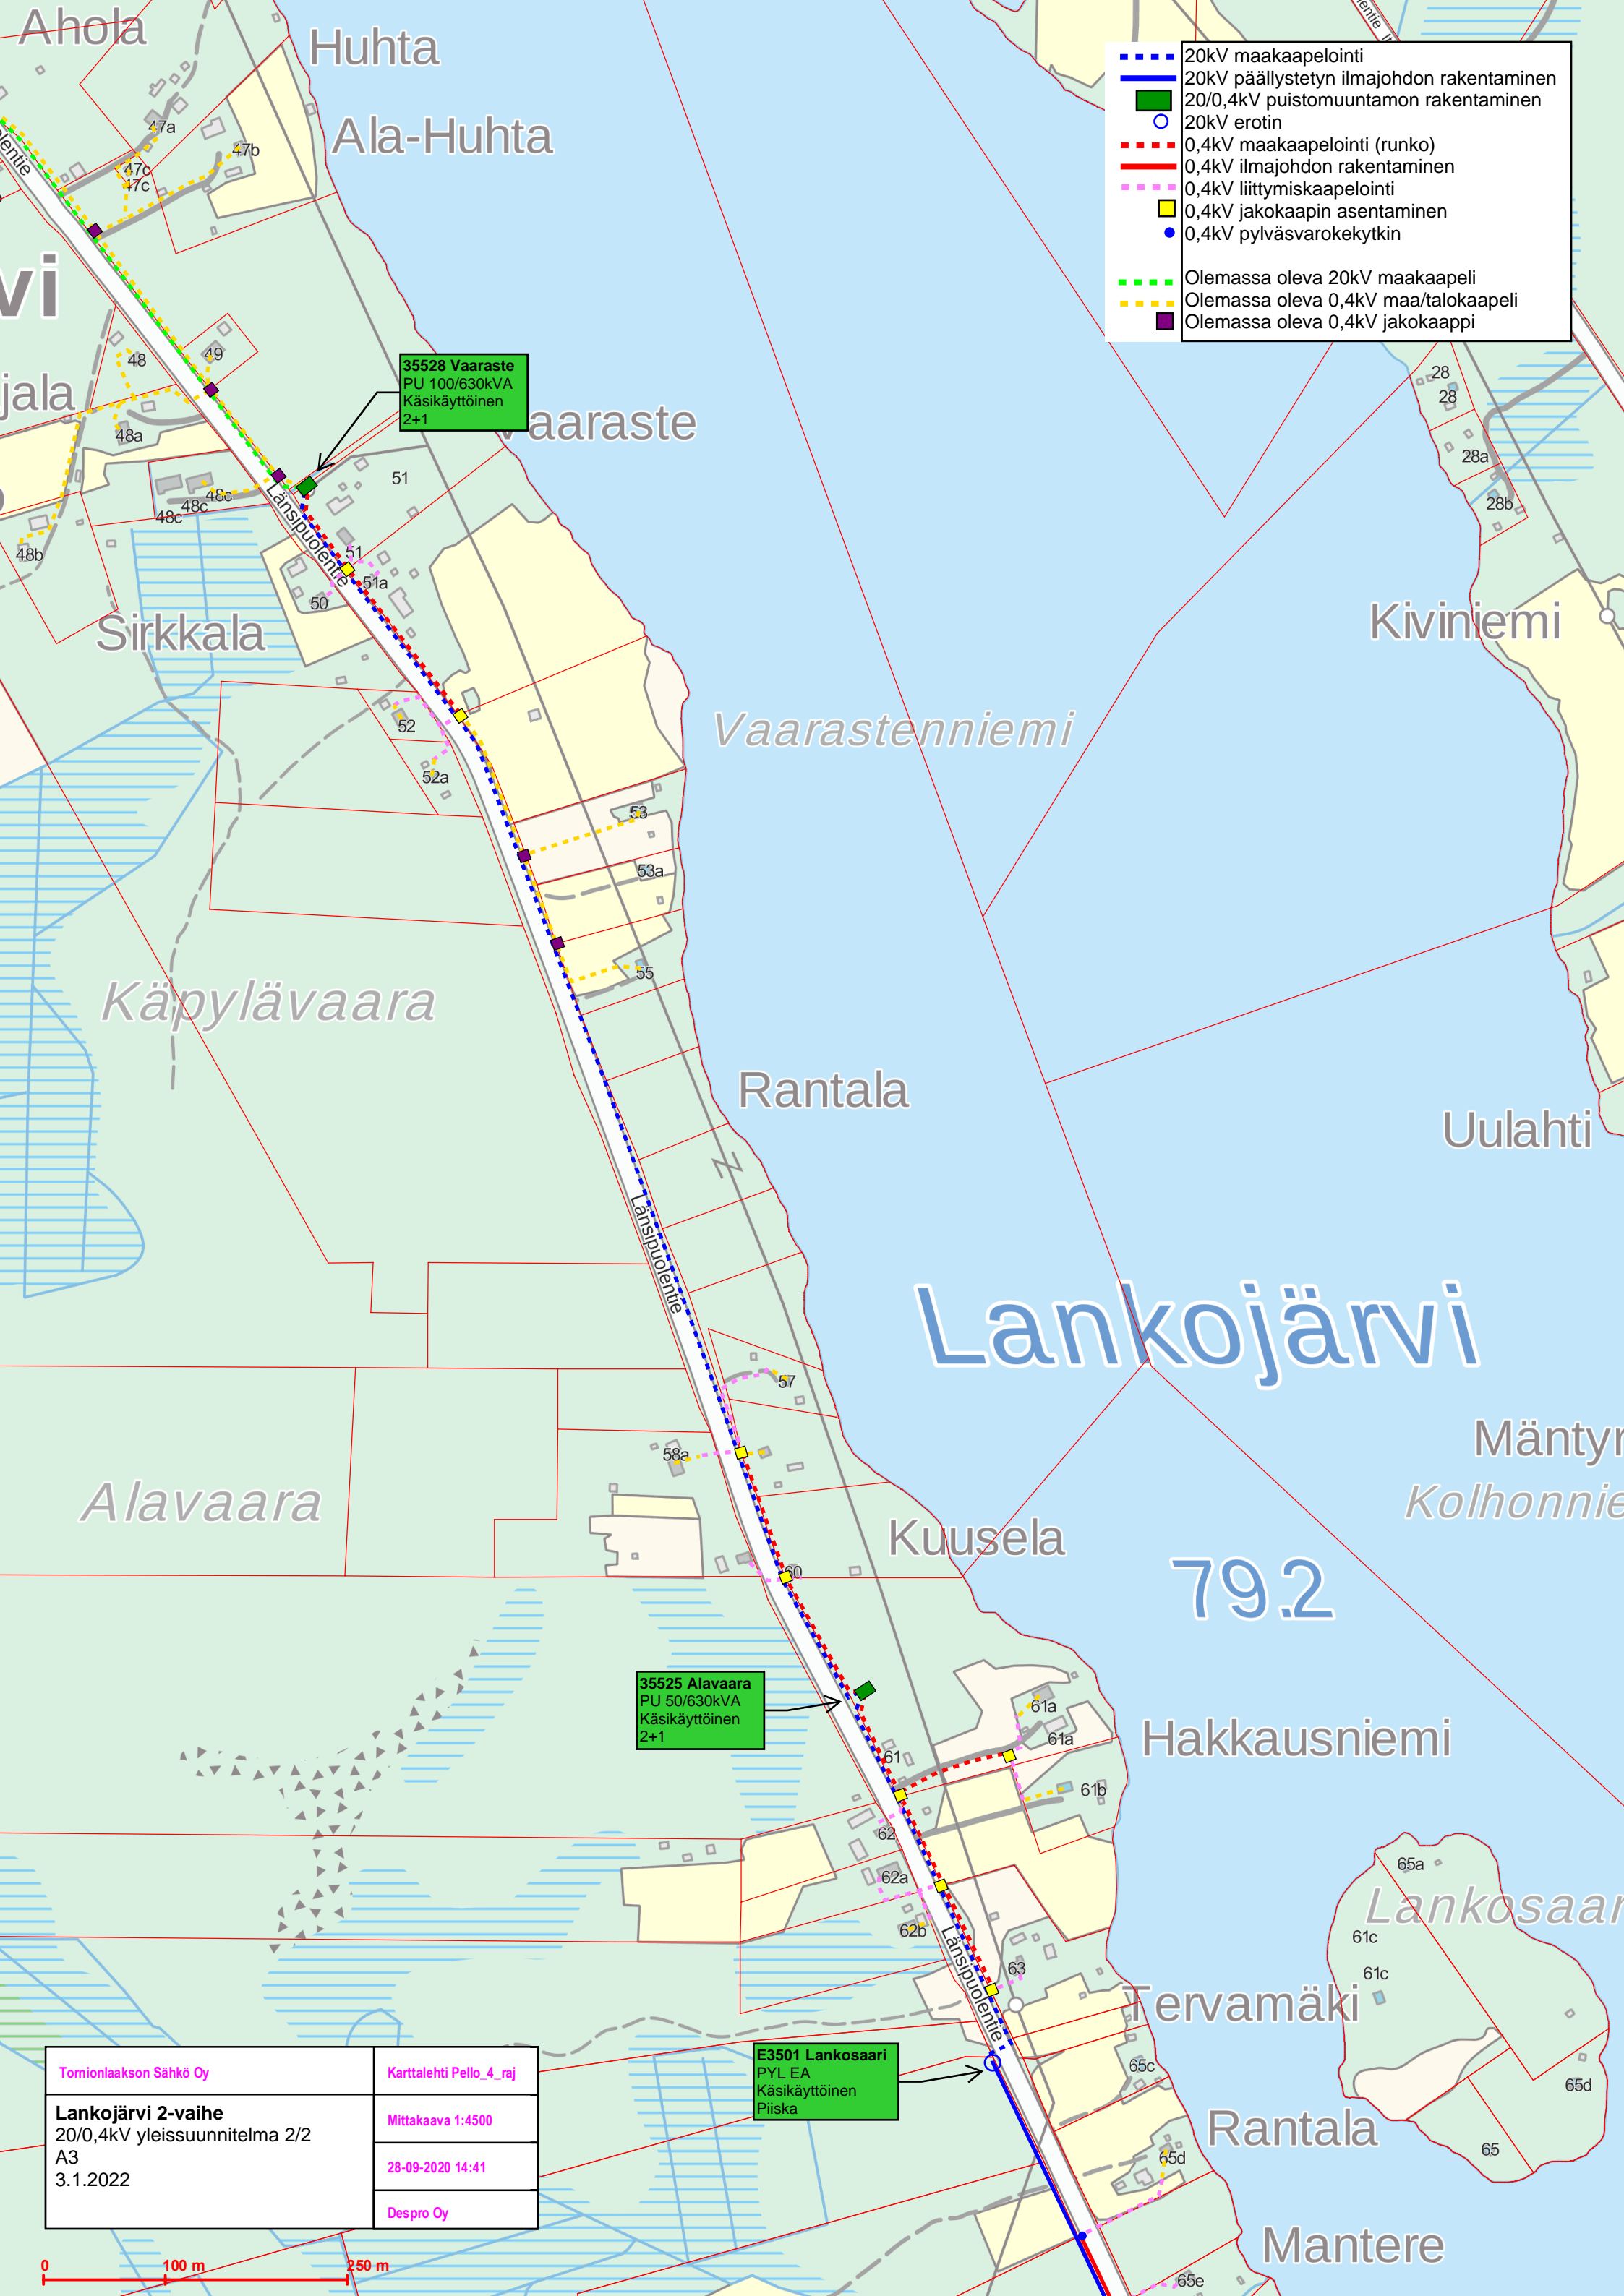 Ahola
Huhta
Ala-Huhta
20kV maakaapelointi
20kV päällystetyn ilmajohdon rakentaminen
20/0,4kV puistomuuntamon rakentaminen
20kV erotin
0,4kV maakaapelointi (runko)
0,4kV ilmajohdon rakentaminen
0,4kV liittymiskaapelointi
0,4kV jakokaapin asentaminen
0,4kV pylväsvarokekytkin
Olemassa oleva 20kV maakaapeli
Olemassa oleva 0,4kV maa/talokaapeli
Olemassa oleva 0,4kV jakokaappi
47a
47b
47c
47c
vi
48
49
jala
48a
35528 Vaaraste
PU 100/630kVA
Käsikäyttöinen
2+1
Vaaraste
28
28
28a
28b
51
48c
48c
48c
48b
Länsipuolentie
51
51a
50
Sirkkala
Kiviniemi
52
52a
Vaarastenniemi
53
53a
55
Käpylävaara
Rantala
Uulahti
Länsipuolentie
Lankojärvi
57
58a
Mäntyr
Kolhonnie
Alavaara
Kuusela
60
79.2
35525 Alavaara
PU 50/630kVA
Käsikäyttöinen
2+1
61a
61a
61
61b
Hakkausniemi
62
62a
62b
65a
Lankosaar
61c
61c
Länsipuolentie
63
Tervamäki
E3501 Lankosaari
PYL EA
Käsikäyttöinen
Piiska
65c
65d
Rantala
65
65d
Mantere
65e
Tornionlaakson Sähkö Oy
Karttalehti Pello_4_raj
Lankojärvi 2-vaihe
20/0,4kV yleissuunnitelma 2/2
A3
3.1.2022
Mittakaava 1:4500
28-09-2020 14:41
Despro Oy
0
100 m
250 m